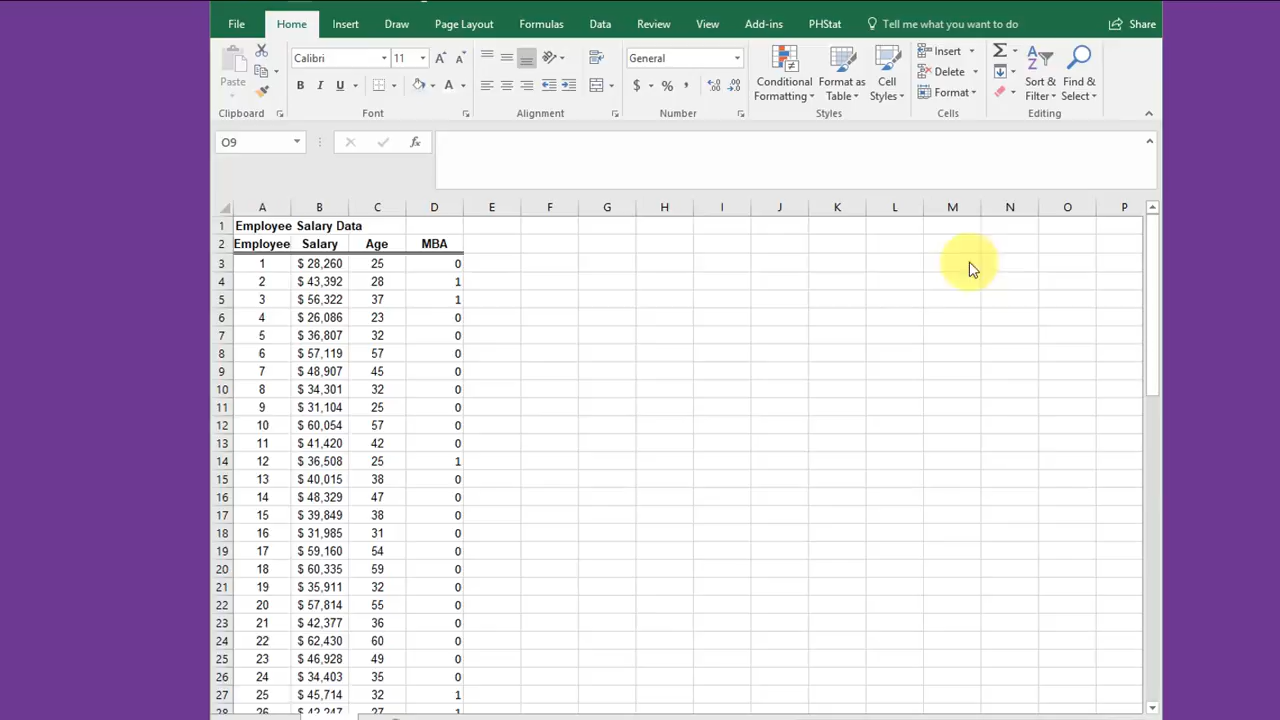 File Home Insert Draw Page Layout Formulas Data Review View Add-ins PHStat Tell me what you want to do Share
Calibri 11 General
Paste B I U A $ % , Conditional Formatting Format as Table Cell Styles Insert Delete Format Sort & Filter Find & Select
Clipboard Font Alignment Number Styles Cells Editing
O9 fx
A B C D E F G H I J K L M N O P
1 Employee Salary Data
2 Employee Salary Age MBA
3 1 $ 28,260 25 0
4 2 $ 43,392 28 1
5 3 $ 56,322 37 1
6 4 $ 26,086 23 0
7 5 $ 36,807 32 0
8 6 $ 57,119 57 0
9 7 $ 48,907 45 0
10 8 $ 34,301 32 0
11 9 $ 31,104 25 0
12 10 $ 60,054 57 0
13 11 $ 41,420 42 0
14 12 $ 36,508 25 1
15 13 $ 40,015 38 0
16 14 $ 48,329 47 0
17 15 $ 39,849 38 0
18 16 $ 31,985 31 0
19 17 $ 59,160 54 0
20 18 $ 60,335 59 0
21 19 $ 35,911 32 0
22 20 $ 57,814 55 0
23 21 $ 42,377 36 0
24 22 $ 62,430 60 0
25 23 $ 46,928 49 0
26 24 $ 34,403 35 0
27 25 $ 45,714 32 1
28 26 $ 42,247 27 1